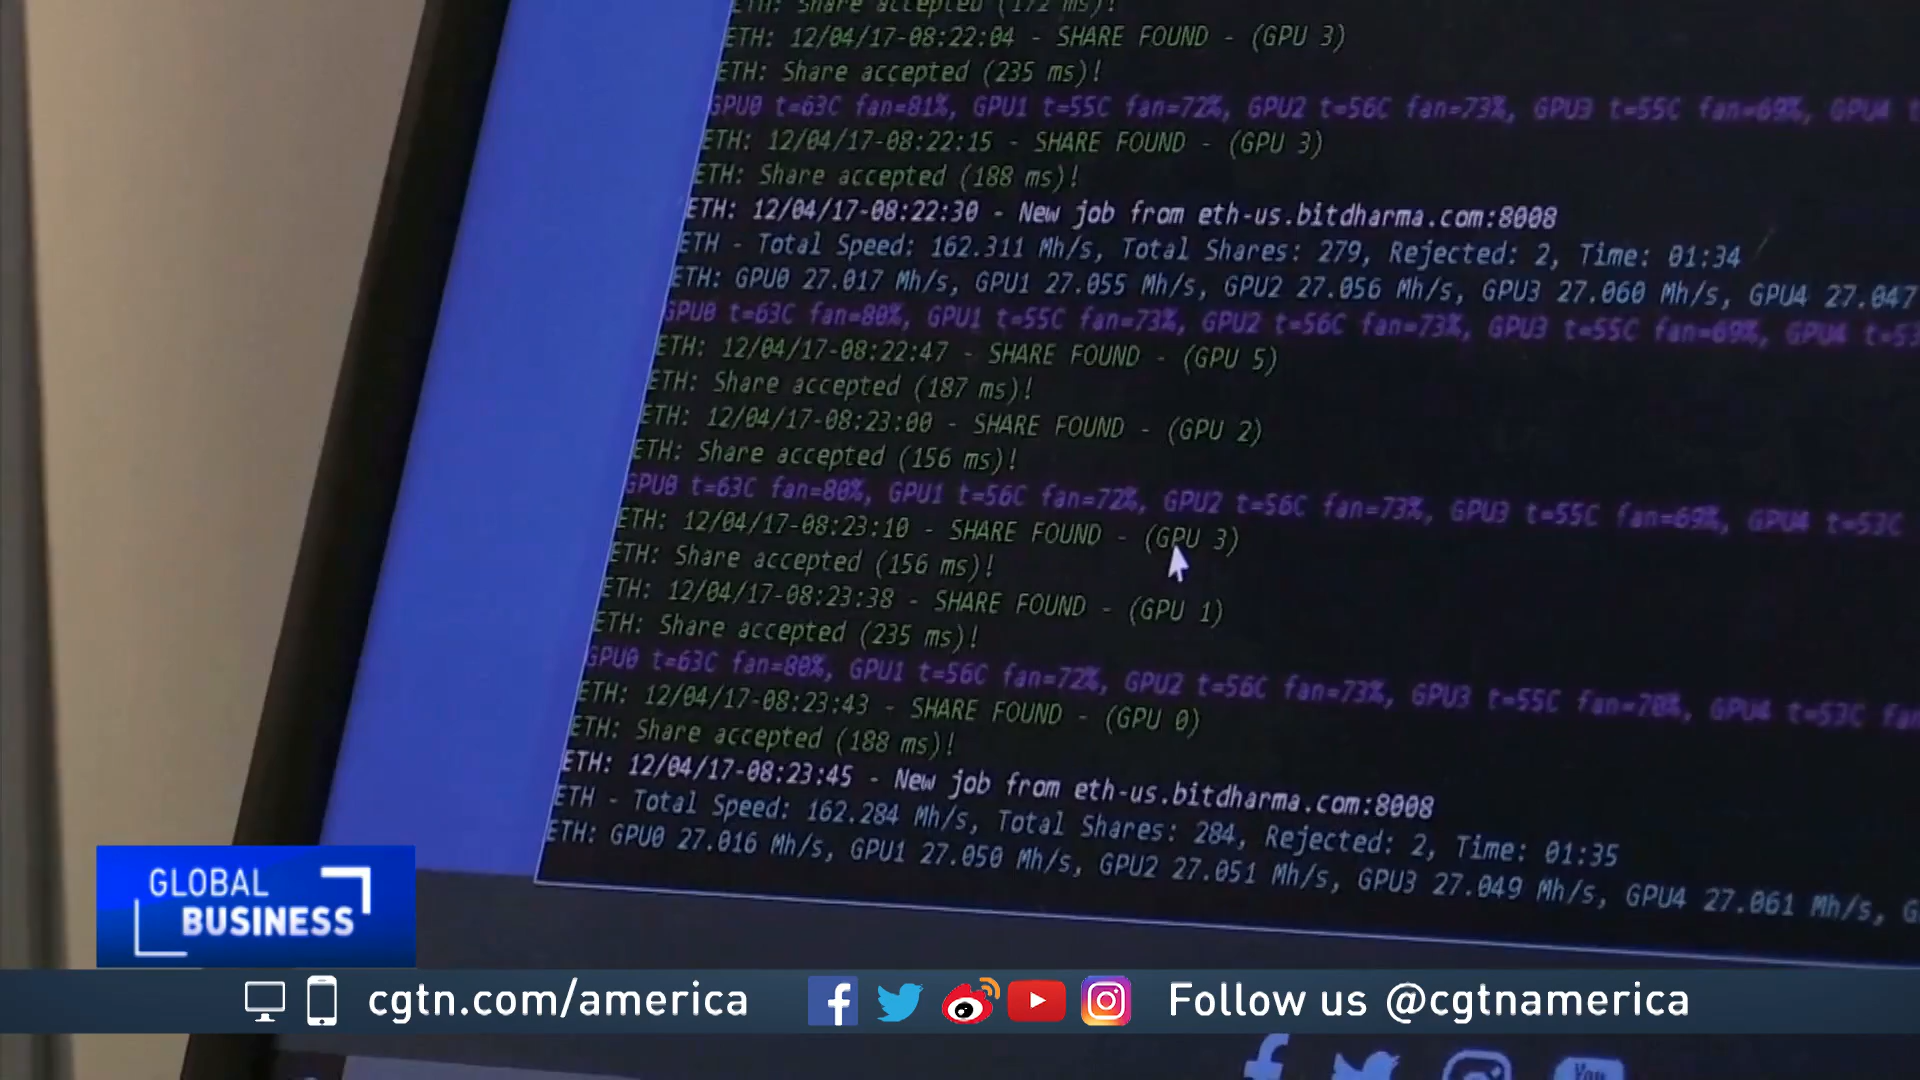 ETH: Share accepted (172 ms)!
ETH: 12/04/17-08:22:04 - SHARE FOUND - (GPU 3)
ETH: Share accepted (235 ms)!
GPU0 t=63C fan=81%, GPU1 t=55C fan=72%, GPU2 t=56C fan=73%, GPU3 t=55C fan=69%, GPU4
ETH: 12/04/17-08:22:15 - SHARE FOUND - (GPU 3)
ETH: Share accepted (188 ms)!
ETH: 12/04/17-08:22:30 - New job from eth-us.bitdharma.com:8008
ETH - Total Speed: 162.311 Mh/s, Total Shares: 279, Rejected: 2, Time: 01:34
ETH: GPU0 27.017 Mh/s, GPU1 27.055 Mh/s, GPU2 27.056 Mh/s, GPU3 27.060 Mh/s, GPU4 27.047
GPU0 t=63C fan=80%, GPU1 t=55C fan=73%, GPU2 t=56C fan=73%, GPU3 t=55C fan=69%, GPU4 t=53
ETH: 12/04/17-08:22:47 - SHARE FOUND - (GPU 5)
ETH: Share accepted (187 ms)!
ETH: 12/04/17-08:23:00 - SHARE FOUND - (GPU 2)
ETH: Share accepted (156 ms)!
GPU0 t=63C fan=80%, GPU1 t=56C fan=72%, GPU2 t=56C fan=73%, GPU3 t=55C fan=69%, GPU4 t=53C
ETH: 12/04/17-08:23:10 - SHARE FOUND - (GPU 3)
ETH: Share accepted (156 ms)!
ETH: 12/04/17-08:23:38 - SHARE FOUND - (GPU 1)
ETH: Share accepted (235 ms)!
GPU0 t=63C fan=80%, GPU1 t=56C fan=72%, GPU2 t=56C fan=73%, GPU3 t=55C fan=70%, GPU4 t=53C fan
ETH: 12/04/17-08:23:43 - SHARE FOUND - (GPU 0)
ETH: Share accepted (188 ms)!
ETH: 12/04/17-08:23:45 - New job from eth-us.bitdharma.com:8008
ETH - Total Speed: 162.284 Mh/s, Total Shares: 284, Rejected: 2, Time: 01:35
ETH: GPU0 27.016 Mh/s, GPU1 27.050 Mh/s, GPU2 27.051 Mh/s, GPU3 27.049 Mh/s, GPU4 27.061 Mh/s, G
GLOBAL
BUSINESS
cgtn.com/america
Follow us @cgtnamerica
You